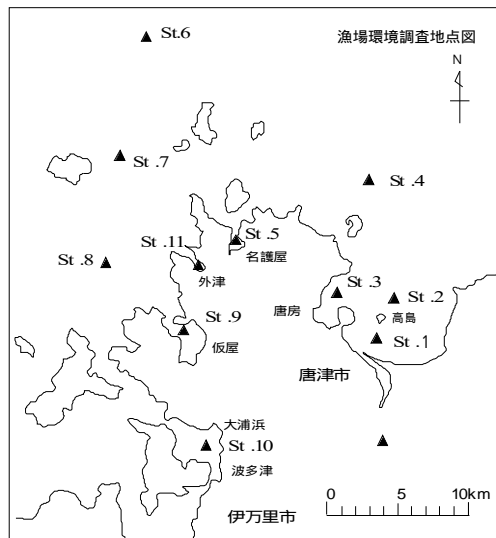 St.6
漁場環境調査地点図
N
St .7
St .4
St .5
名護屋
St .11
St .8
外津
St .3
St .2
唐房
高島
St .9
St .1
仮屋
唐津市
大浦浜
St .10
波多津
伊万里市
0 5 10km